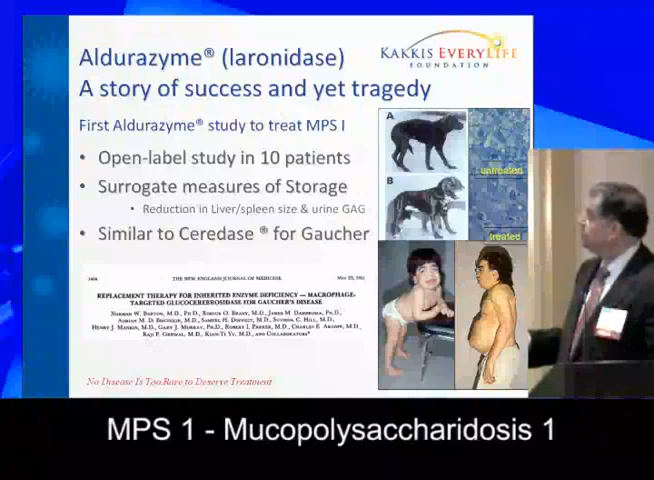 Aldurazyme® (laronidase)
A story of success and yet tragedy
KAKKIS EVERYLIFE
FOUNDATION
First Aldurazyme® study to treat MPS I
• Open-label study in 10 patients
• Surrogate measures of Storage
• Reduction in Liver/spleen size & urine GAG
• Similar to Ceredase ® for Gaucher
A
untreated
B
treated
THE NEW ENGLAND JOURNAL OF MEDICINE
REPLACEMENT THERAPY FOR INHERITED ENZYME DEFICIENCY — MACROPHAGE-
TARGETED GLUCOCEREBROSIDASE FOR GAUCHER'S DISEASE
No Disease Is Too Rare to Deserve Treatment
MPS 1 - Mucopolysaccharidosis 1